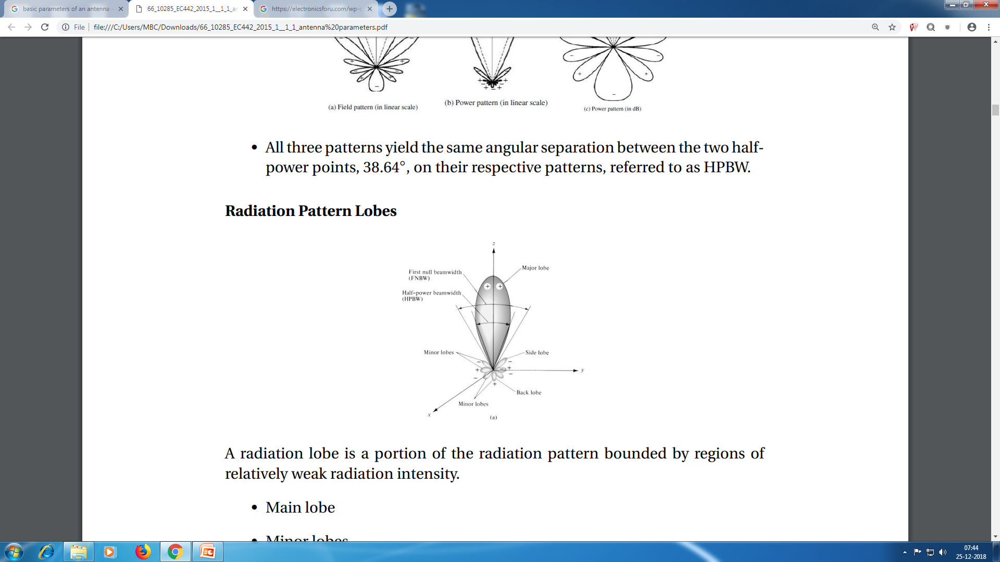 basic parameters of an antenna
66_10285_EC442_2015_1__1_1_an
https://electronicsforu.com/wp-c
File
file:///C:/Users/MBC/Downloads/66_10285_EC442_2015_1__1_1_antenna%20parameters.pdf
(a) Field pattern (in linear scale)
(b) Power pattern (in linear scale)
(c) Power pattern (in dB)
• All three patterns yield the same angular separation between the two half-
power points, 38.64°, on their respective patterns, referred to as HPBW.
Radiation Pattern Lobes
z
Major lobe
First null beamwidth
(FNBW)
Half-power beamwidth
(HPBW)
Minor lobes
Side lobe
y
Back lobe
Minor lobes
x
(a)
A radiation lobe is a portion of the radiation pattern bounded by regions of
relatively weak radiation intensity.
• Main lobe
• Minor lobes
07:44
25-12-2018